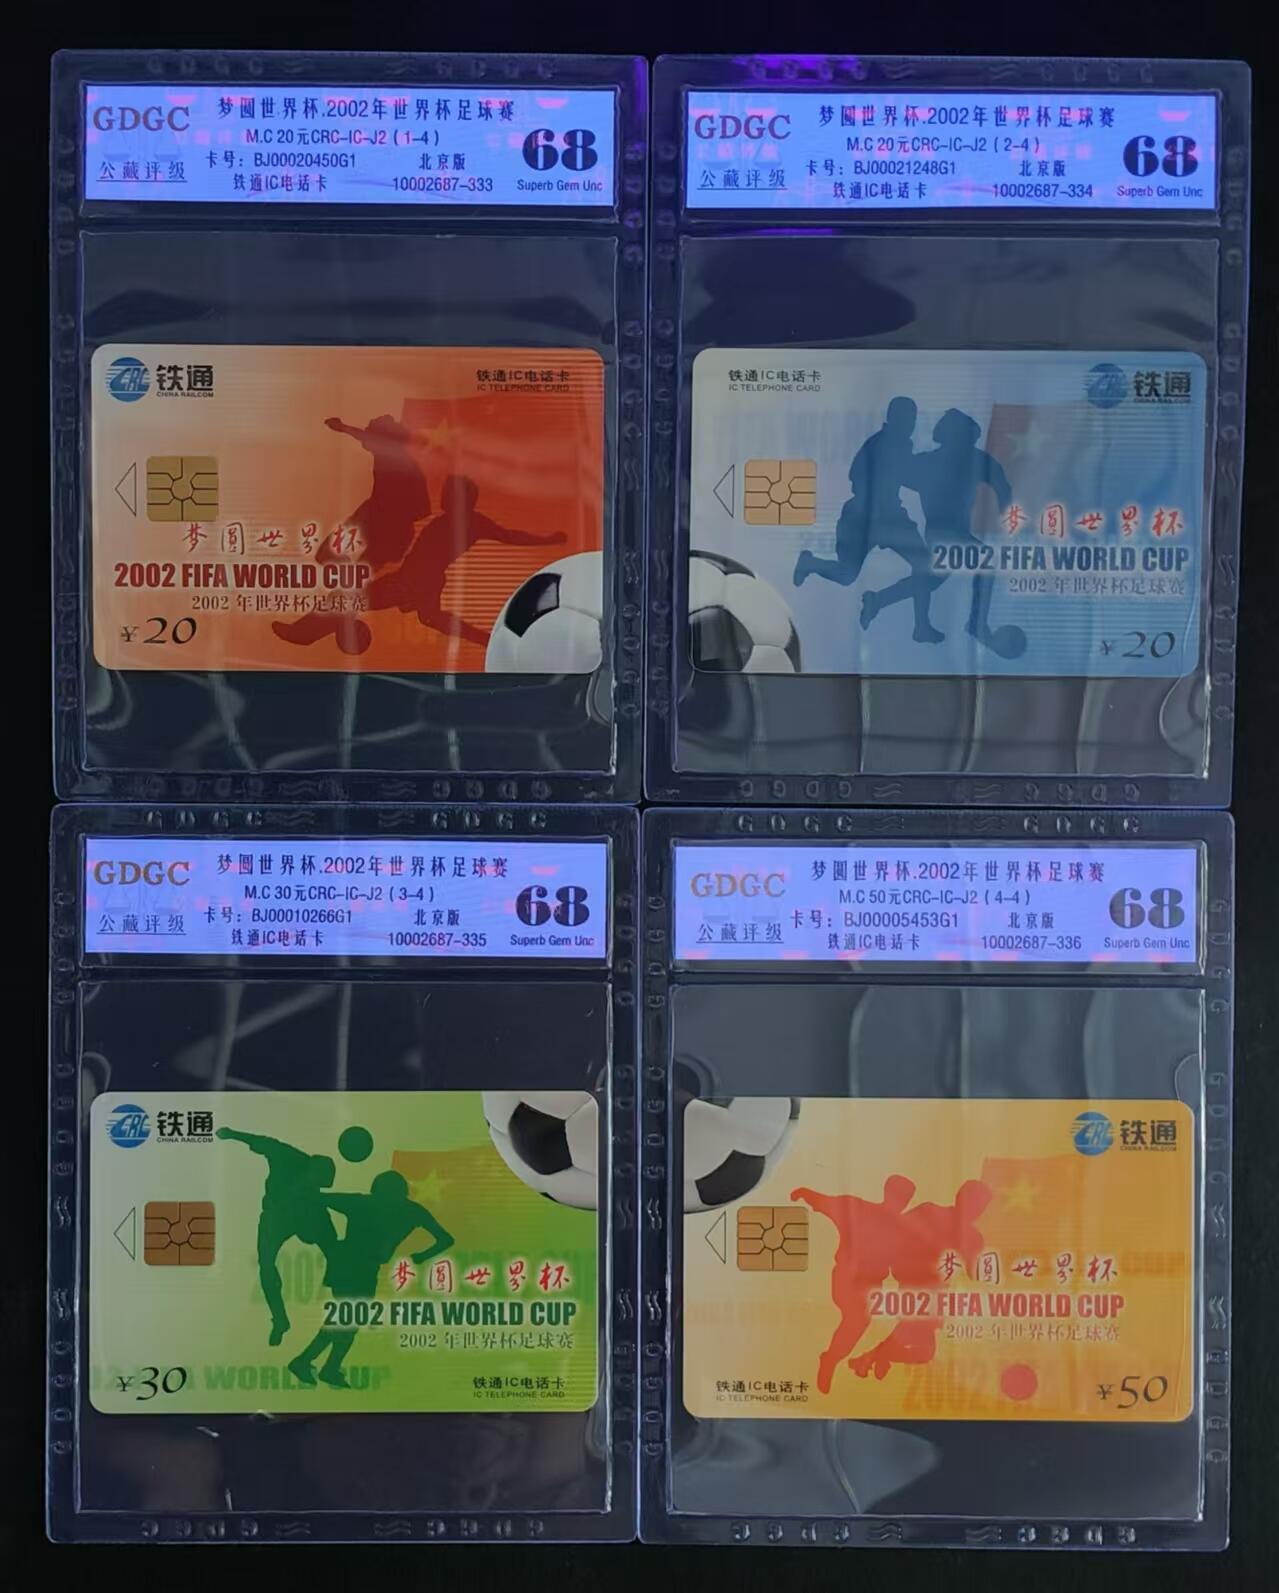 GDGC
公藏评级
梦圆世界杯.2002年世界杯足球赛
M.C 20元CRC-IC-J2 ( 1-4 )
卡号：BJ00020450G1 北京版
铁通IC电话卡 10002687-333
68
Superb Gem Unc
CRC 铁通
CHINA RAILCOM
铁通IC电话卡
IC TELEPHONE CARD
梦圆世界杯
2002 FIFA WORLD CUP
2002 年世界杯足球赛
¥20
GDGC
公藏评级
梦圆世界杯.2002年世界杯足球赛
M.C 20元CRC-IC-J2 ( 2-4 )
卡号：BJ00021248G1 北京版
铁通IC电话卡 10002687-334
68
Superb Gem Unc
铁通IC电话卡
IC TELEPHONE CARD
CRC 铁通
CHINA RAILCOM
梦圆世界杯
2002 FIFA WORLD CUP
2002 年世界杯足球赛
¥20
GDGC
公藏评级
梦圆世界杯.2002年世界杯足球赛
M.C 30元CRC-IC-J2 ( 3-4 )
卡号：BJ00010266G1 北京版
铁通IC电话卡 10002687-335
68
Superb Gem Unc
CRC 铁通
CHINA RAILCOM
梦圆世界杯
2002 FIFA WORLD CUP
2002 年世界杯足球赛
¥30
铁通IC电话卡
IC TELEPHONE CARD
GDGC
公藏评级
梦圆世界杯.2002年世界杯足球赛
M.C 50元CRC-IC-J2 ( 4-4 )
卡号：BJ00005453G1 北京版
铁通IC电话卡 10002687-336
68
Superb Gem Unc
CRC 铁通
CHINA RAILCOM
梦圆世界杯
2002 FIFA WORLD CUP
2002 年世界杯足球赛
铁通IC电话卡
IC TELEPHONE CARD
¥50